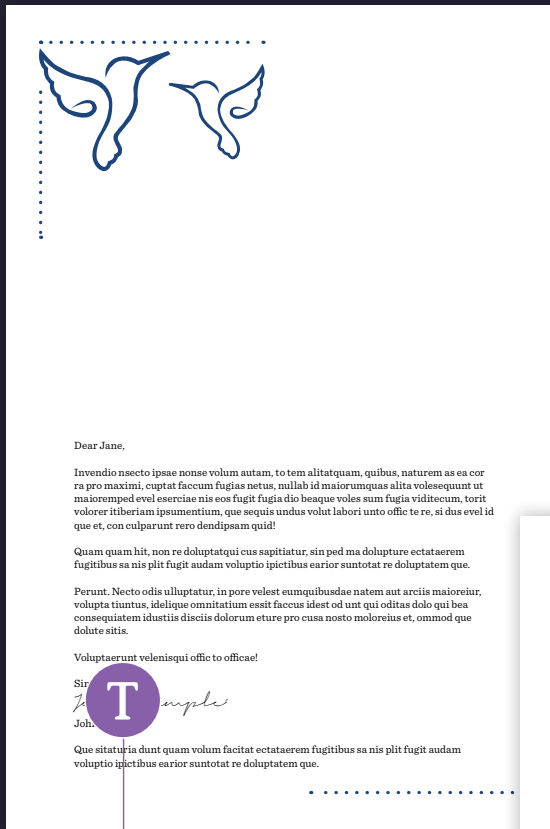 Dear Jane,
Invendio nsecto ipsae nonse volum autam, to tem alitatquam, quibus, naturem as ea cor
ra pro maximi, cuptat faccum fugias netus, nullab id maiorumquas alita volesequunt ut
maioremped evel eserciae nis eos fugit fugia dio beaque voles sum fugia viditecum, torit
volorer itiberiam ipsumentium, que sequis undus volut labori unto offic te re, si dus evel id
que et, con culparunt rero dendipsam quid!
Quam quam hit, non re doluptatqui cus sapitiatur, sin ped ma dolupture ectataerem
fugitibus sa nis plit fugit audam voluptio ipictibus earior suntotat re doluptatem que.
Perunt. Necto odis ulluptatur, in pore velest eumquibusdae natem aut arciis maioreiur,
volupta tiuntus, idelique omnitatium essit faccus idest od unt qui oditas dolo qui bea
consequiatem idustiis disciis dolorum eture pro cusa nosto moloreius et, ommod que
dolute sitis.
Voluptaerunt velenisqui offic to officae!
T
Que sitaturia dunt quam volum facitat ectataerem fugitibus sa nis plit fugit audam
voluptio ipictibus earior suntotat re doluptatem que.